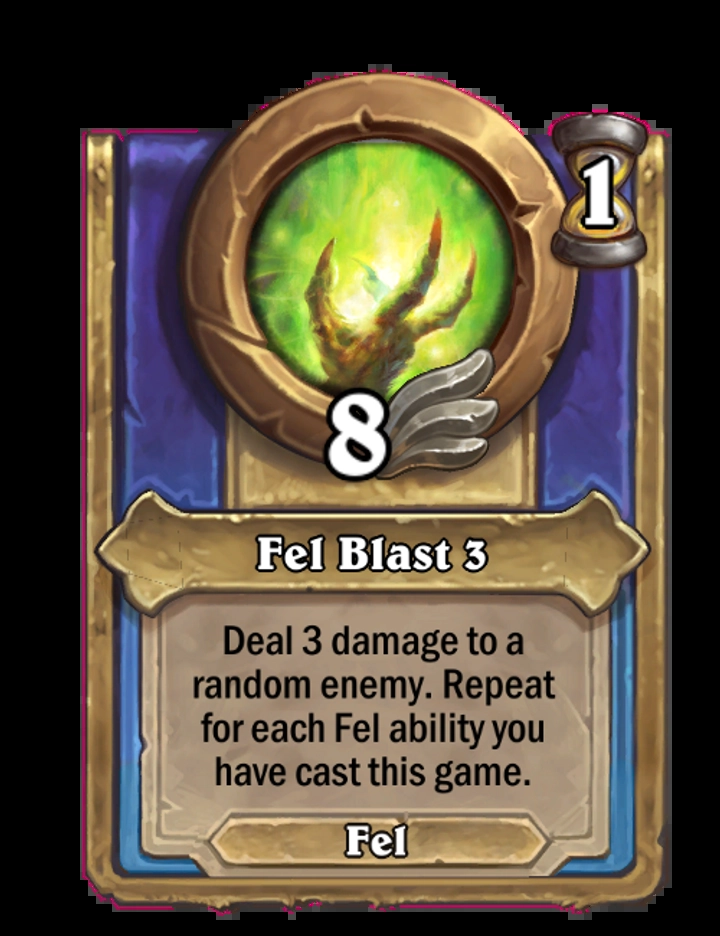 1
8
Fel Blast 3
Deal 3 damage to a
random enemy. Repeat
for each Fel ability you
have cast this game.
Fel